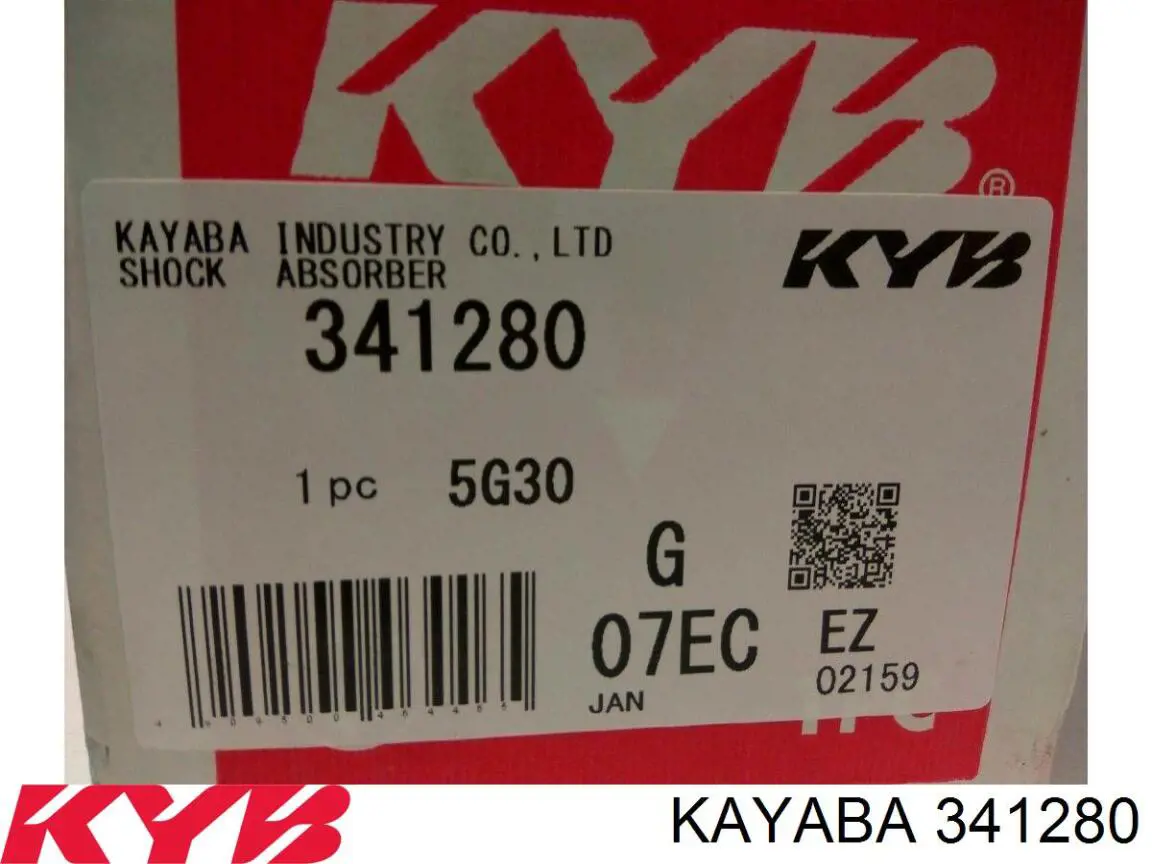 KYB
®
KAYABA INDUSTRY CO.,LTD
KYB
SHOCK ABSORBER
341280
1 pc 5G30
G
07EC
EZ
JAN
02159
KYB
KAYABA 341280